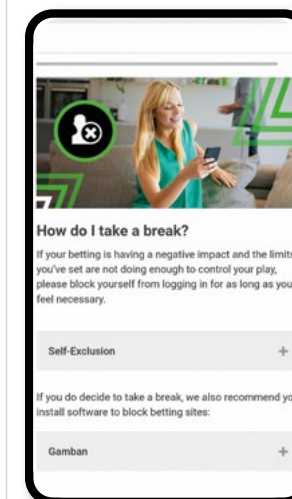 How do I take a break?
If your betting is having a negative impact and the limits
you've set are not doing enough to control your play,
please block yourself from logging in for as long as you
feel necessary.
Self-Exclusion +
If you do decide to take a break, we also recommend yo
install software to block betting sites:
Gamban +